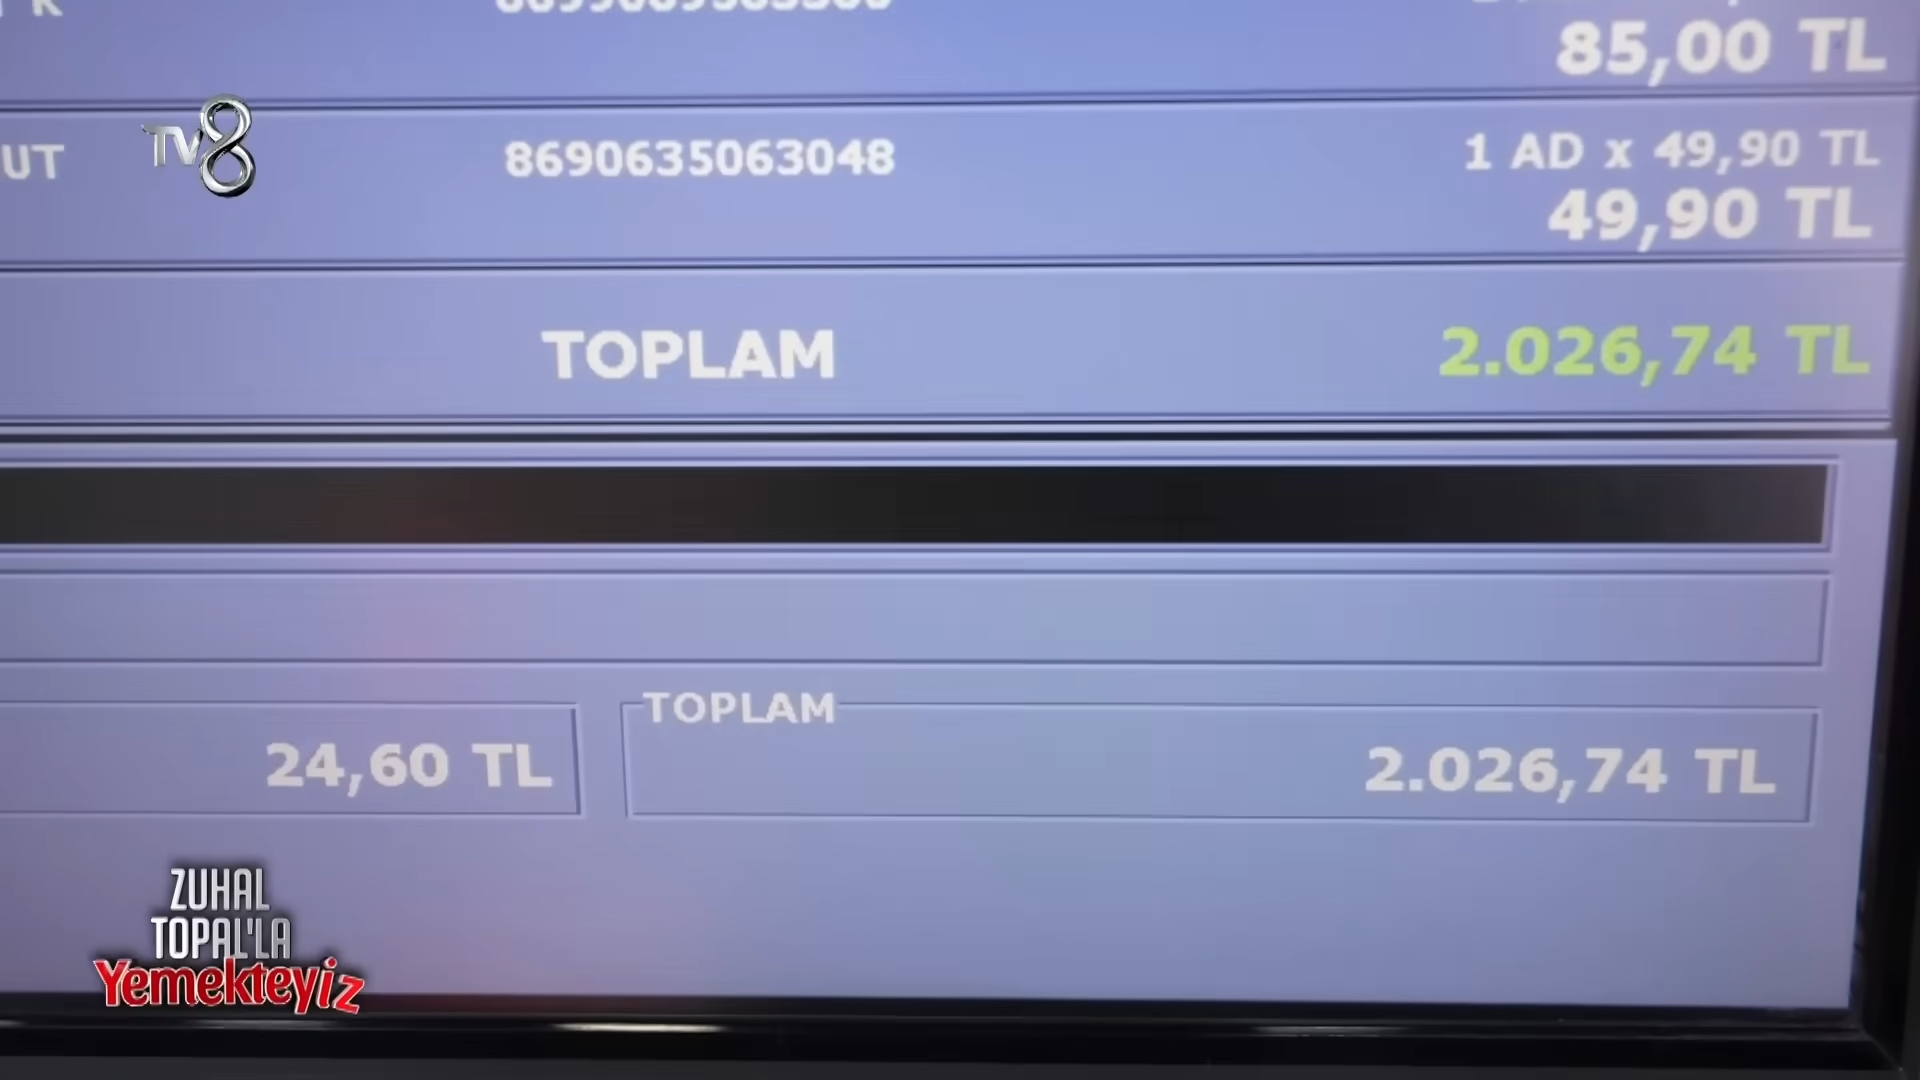 85,00 TL
UT 8690635063048 1 AD x 49,90 TL
49,90 TL
TOPLAM 2.026,74 TL
TOPLAM
24,60 TL 2.026,74 TL
TV8
ZUHAL
TOPAL'LA
Yemekteyiz